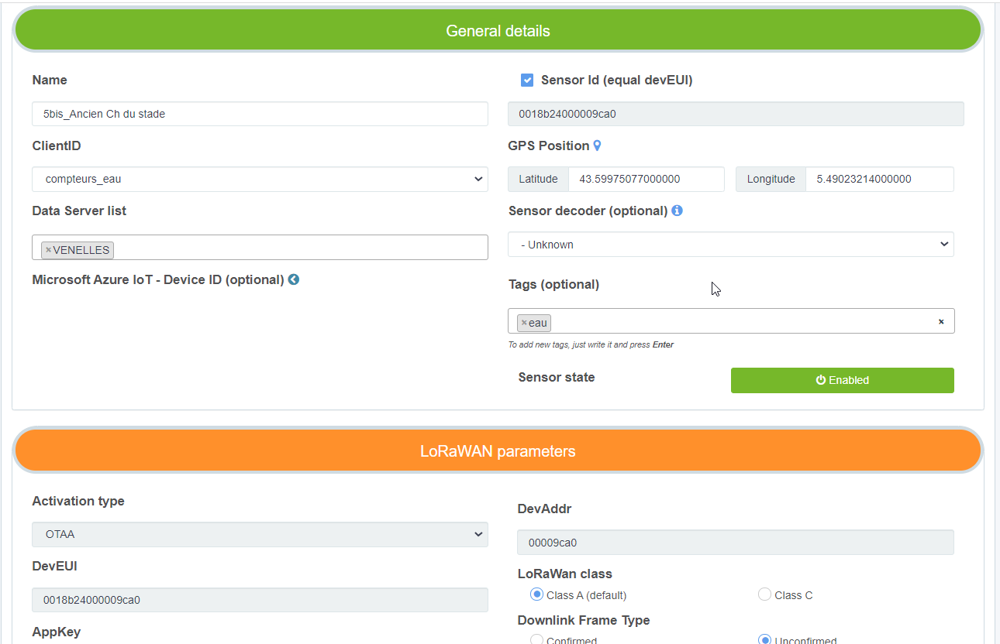 General details
Name
Sensor Id (equal devEUI)
5bis_Ancien Ch du stade
0018b24000009ca0
ClientID
GPS Position
compteurs_eau
Latitude
43.59975077000000
Longitude
5.49023214000000
Data Server list
Sensor decoder (optional)
×VENELLES
- Unknown
Microsoft Azure IoT - Device ID (optional)
Tags (optional)
×eau
×
To add new tags, just write it and press Enter
Sensor state
Enabled
LoRaWAN parameters
Activation type
DevAddr
OTAA
00009ca0
DevEUI
LoRaWan class
0018b24000009ca0
Class A (default)
Class C
AppKey
Downlink Frame Type
Confirmed
Unconfirmed